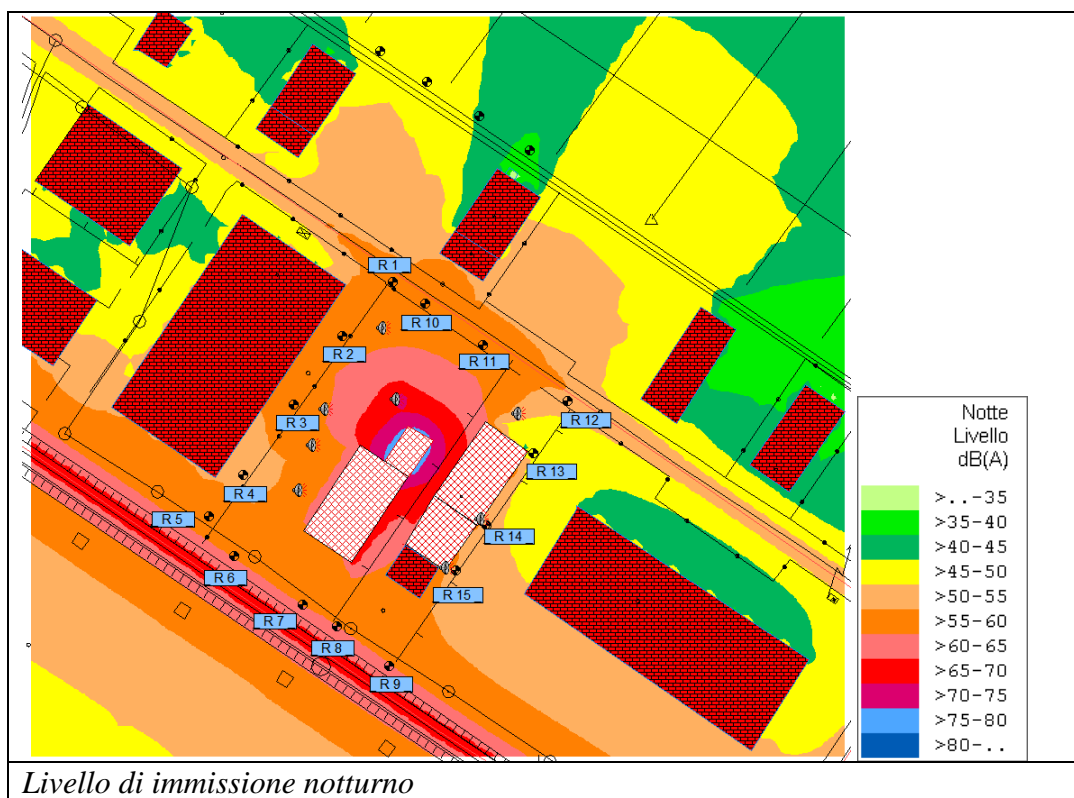 R 1
R 10
R 2
R 11
R 3
R 12
R 13
R 4
R 5
R 14
R 6
R 15
R 7
R 8
R 9
Notte
Livello
dB(A)
>..-35
>35-40
>40-45
>45-50
>50-55
>55-60
>60-65
>65-70
>70-75
>75-80
>80-..
Livello di immissione notturno